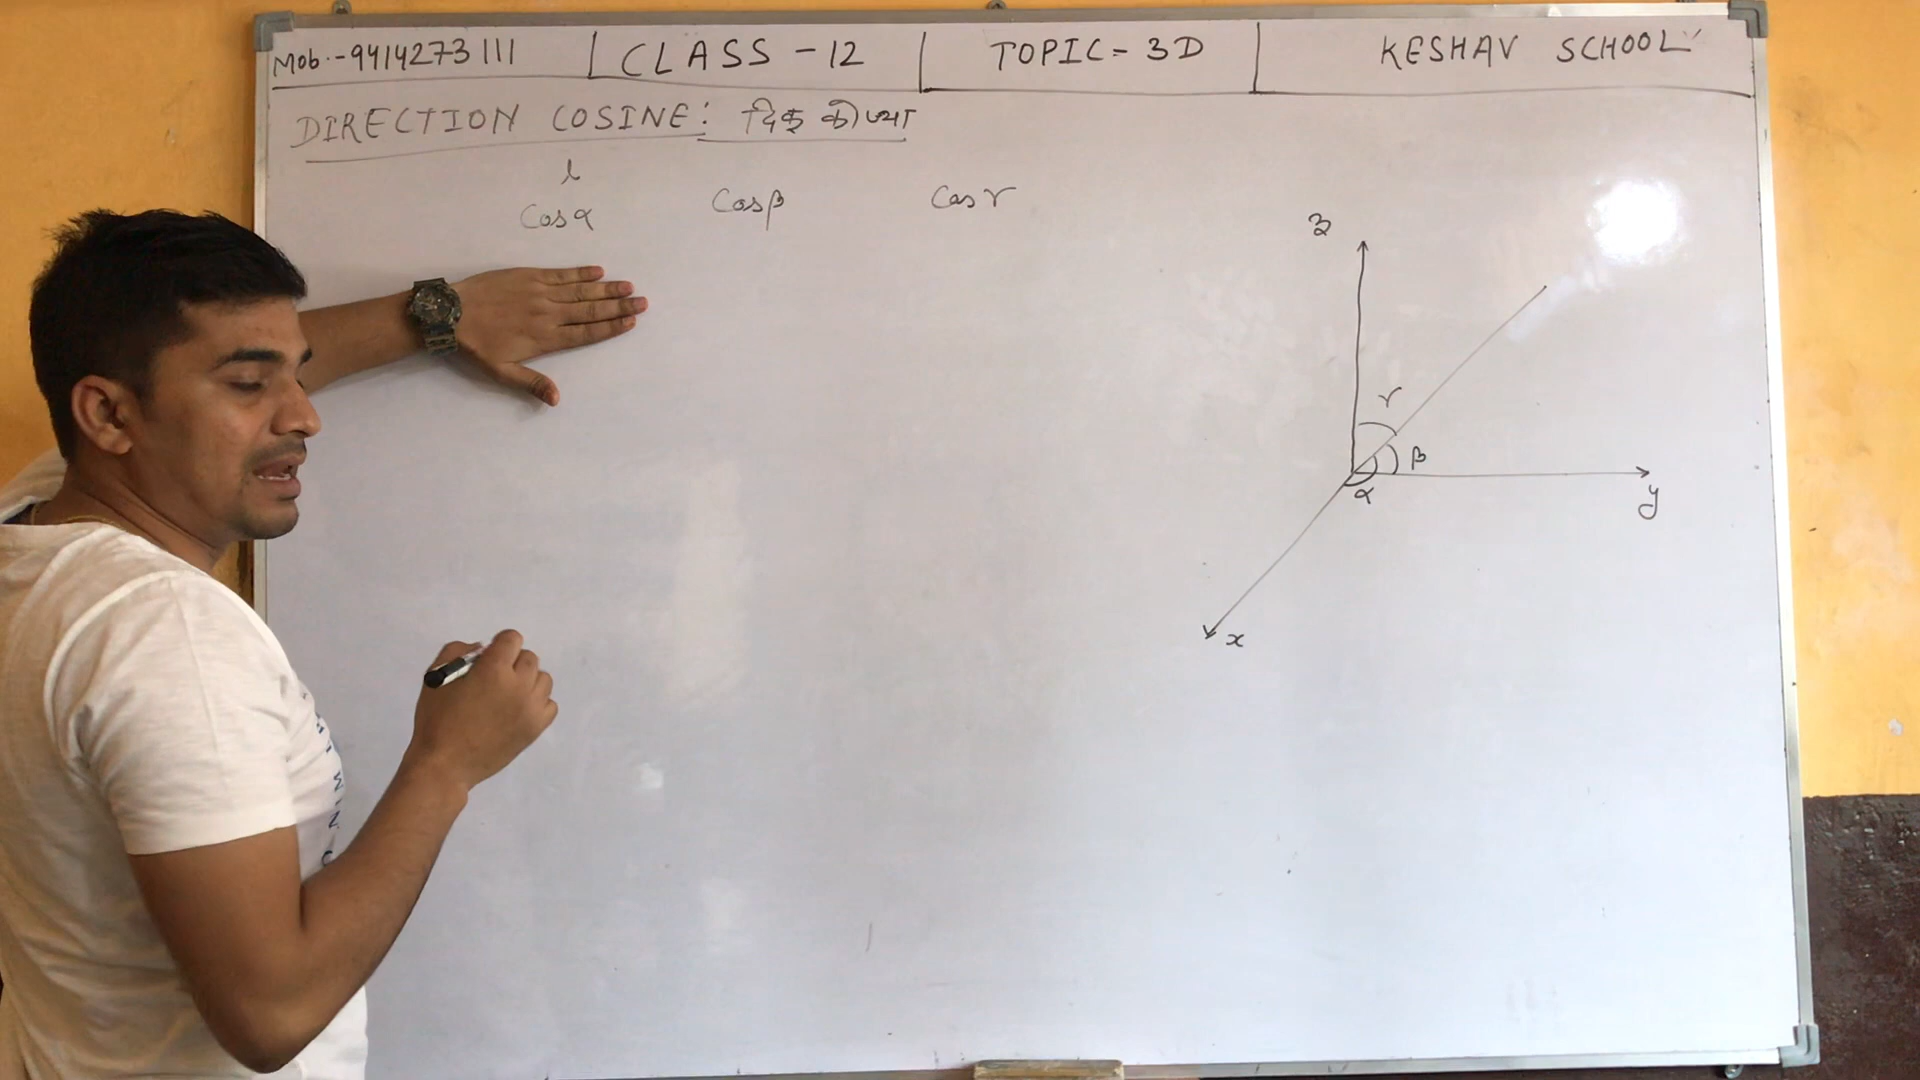 Mob.-9414273111 CLASS-12 TOPIC-3D KESHAV SCHOOL
DIRECTION COSINE: दिक् कोज्या
l
Cosα Cosβ Cosγ
z
γ
β
α
y
x